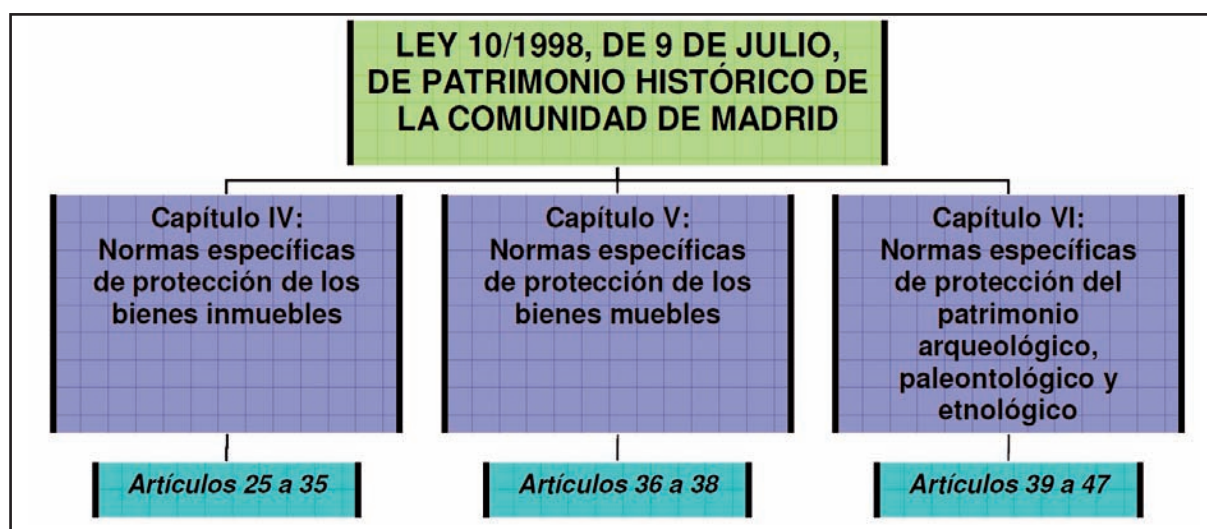 LEY 10/1998, DE 9 DE JULIO,
DE PATRIMONIO HISTÓRICO DE
LA COMUNIDAD DE MADRID
Capítulo IV:
Normas específicas
de protección de los
bienes inmuebles
Artículos 25 a 35
Capítulo V:
Normas específicas
de protección de los
bienes muebles
Artículos 36 a 38
Capítulo VI:
Normas específicas
de protección del
patrimonio
arqueológico,
paleontológico y
etnológico
Artículos 39 a 47